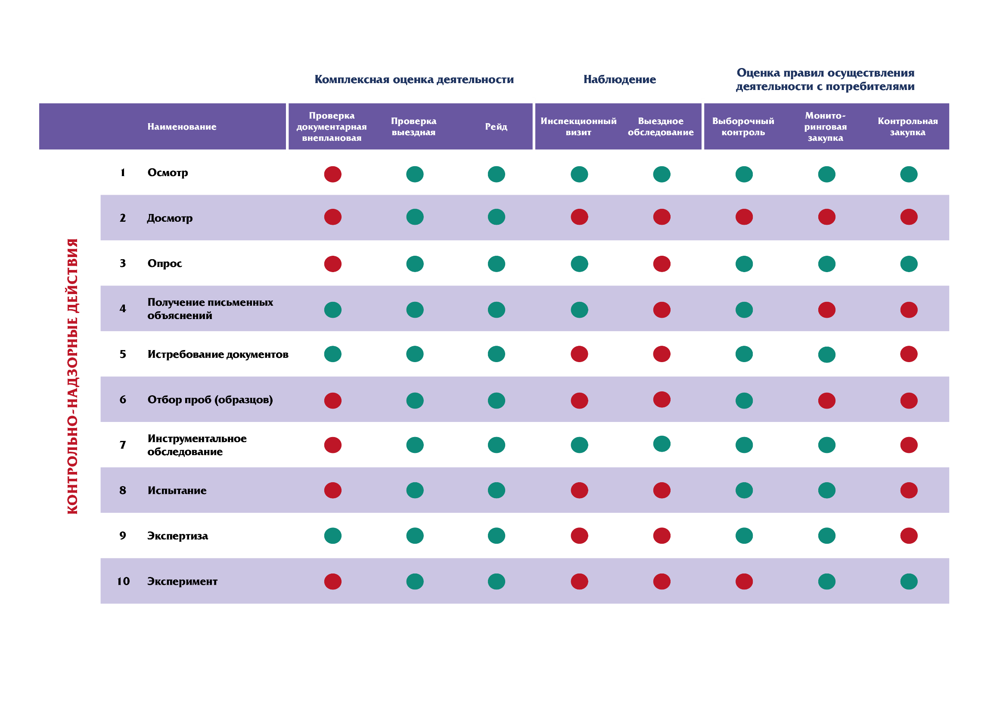 Комплексная оценка деятельности
Наблюдение
Оценка правил осуществления
деятельности с потребителями
Наименование
Проверка
документарная
внеплановая
Проверка
выездная
Рейд
Инспекционный
визит
Выездное
обследование
Выборочный
контроль
Монито-
ринговая
закупка
Контрольная
закупка
КОНТРОЛЬНО-НАДЗОРНЫЕ ДЕЙСТВИЯ
1 Осмотр
2 Досмотр
3 Опрос
4 Получение письменных
объяснений
5 Истребование документов
6 Отбор проб (образцов)
7 Инструментальное
обследование
8 Испытание
9 Экспертиза
10 Эксперимент